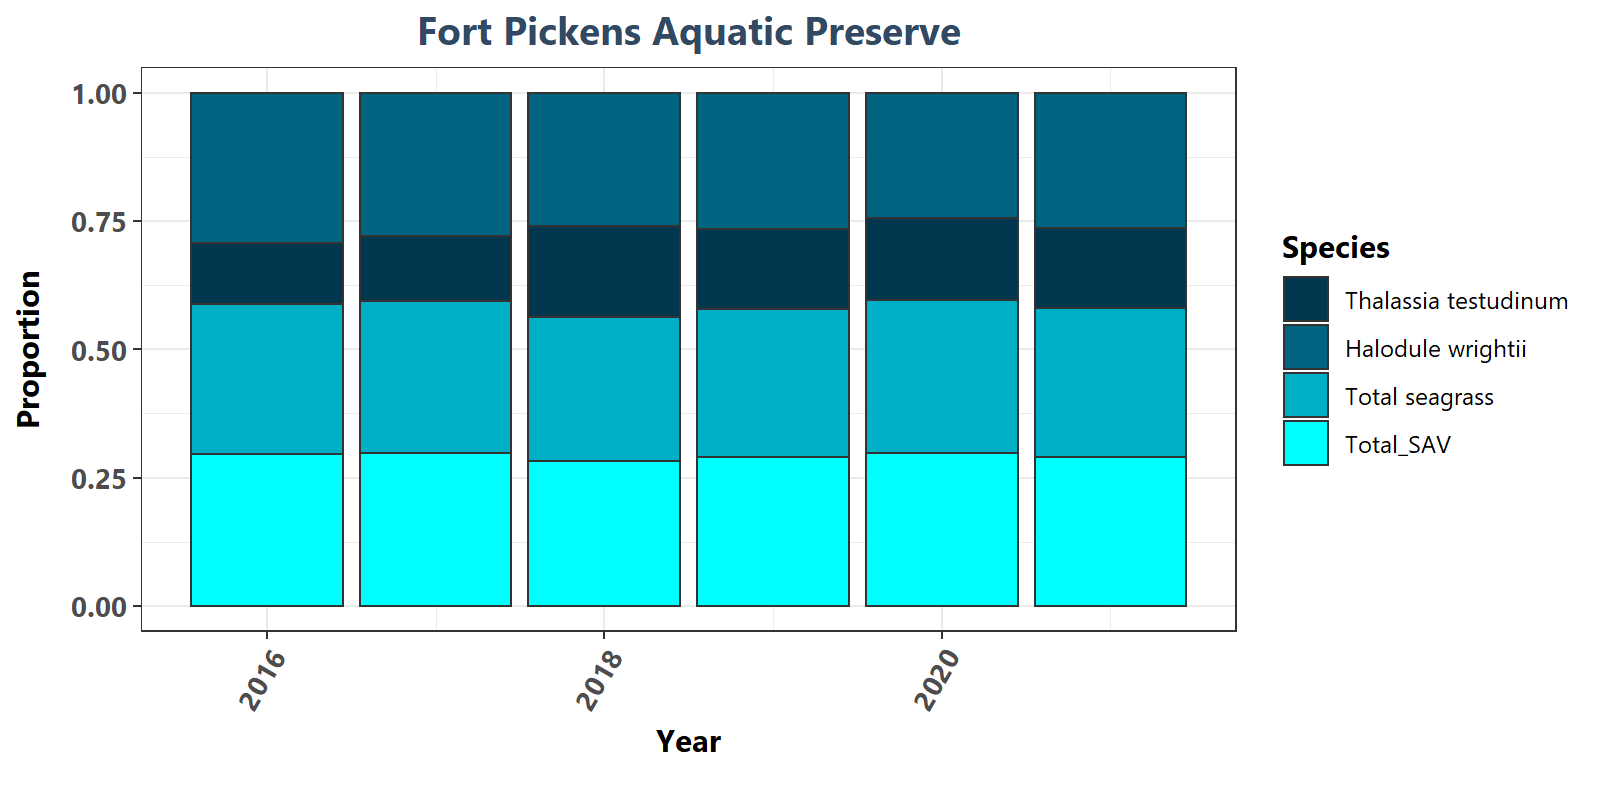 Fort Pickens Aquatic Preserve
1.00
0.75
0.50
0.25
0.00
Proportion
2016
2018
2020
Year
Species
Thalassia testudinum
Halodule wrightii
Total seagrass
Total_SAV